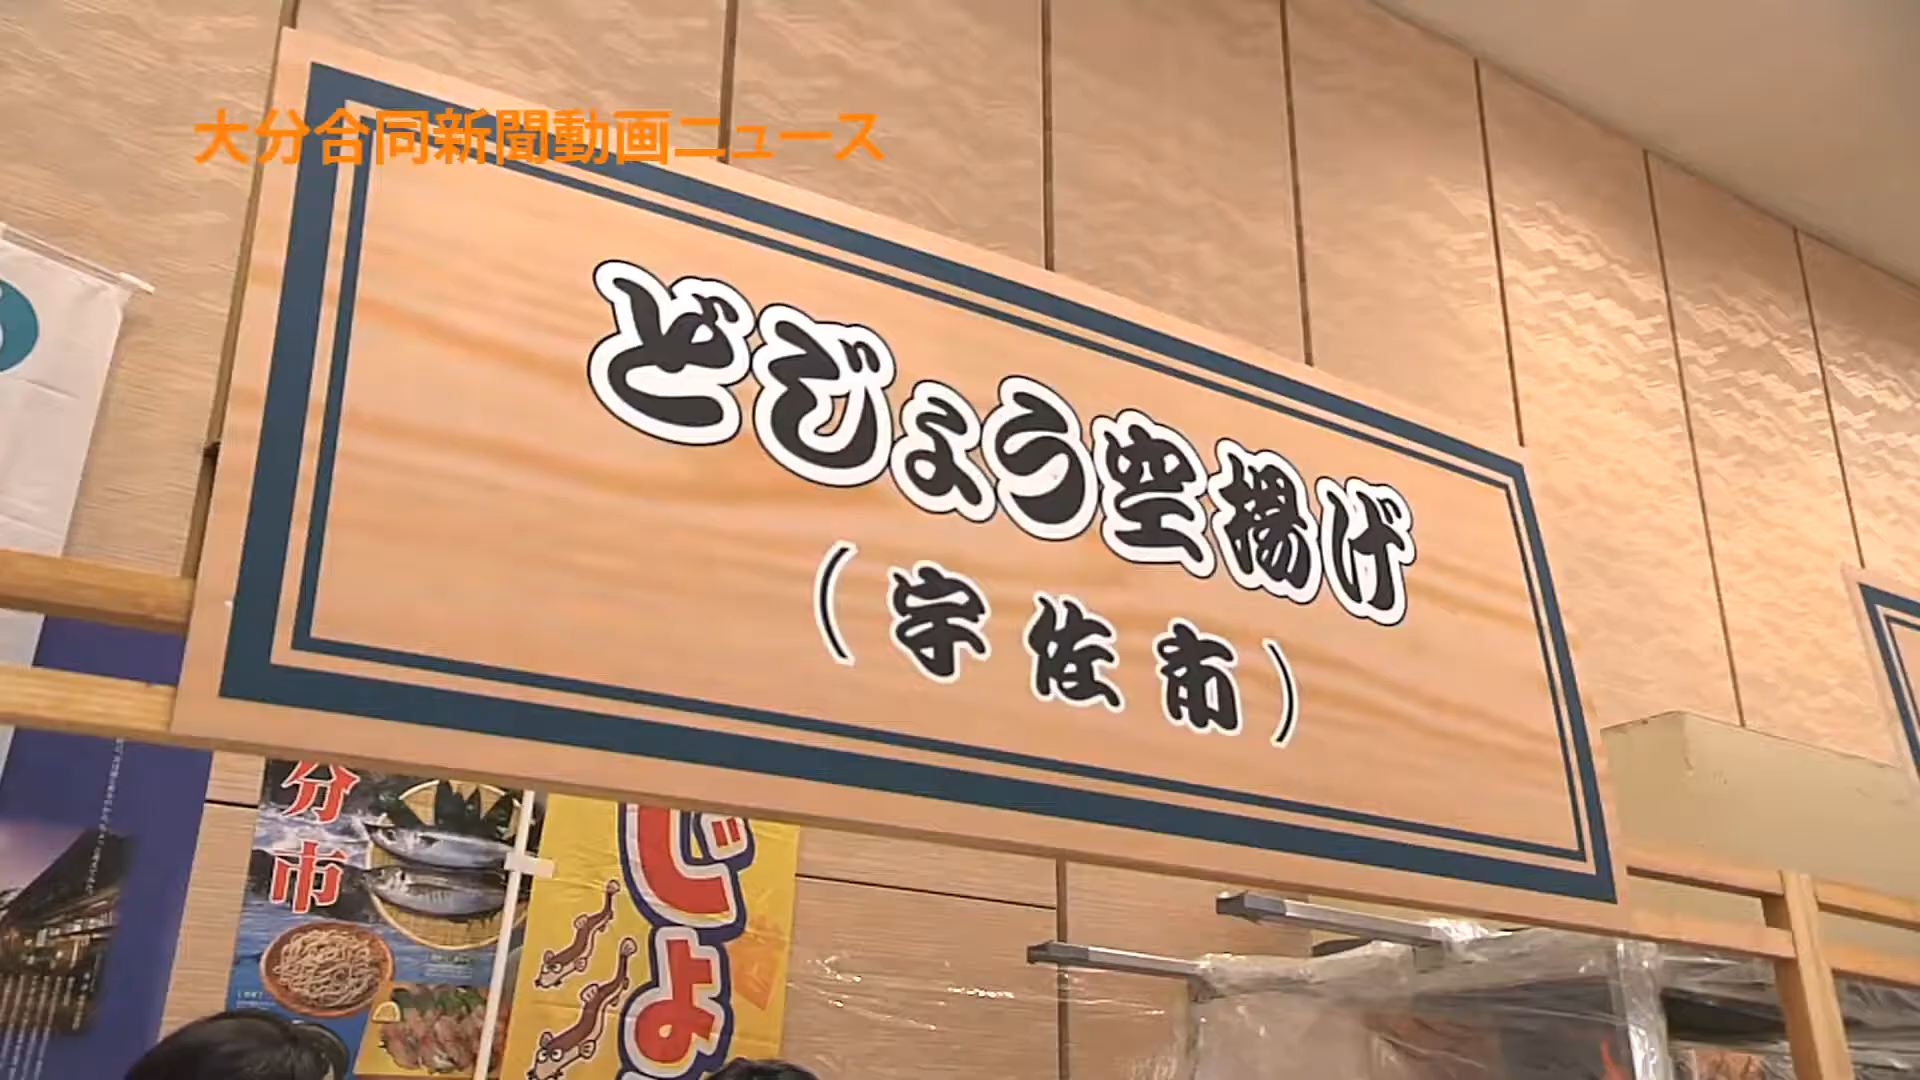 大分合同新聞動画ニュース
どじょう空揚げ
(宇佐市)
分市
じょ